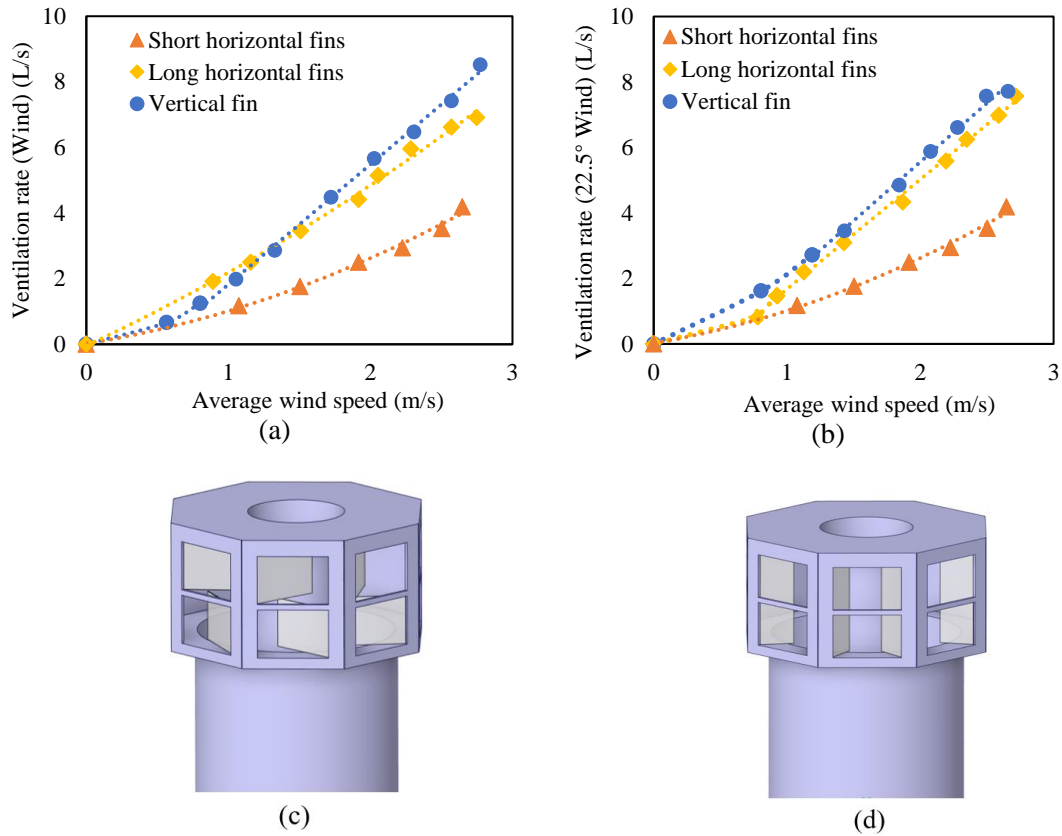 10
8
6
4
2
0
Ventilation rate (Wind) (L/s)
Short horizontal fins
Long horizontal fins
Vertical fin
0 1 2 3
Average wind speed (m/s)
(a)
10
8
6
4
2
0
Ventilation rate (22.5° Wind) (L/s)
Short horizontal fins
Long horizontal fins
Vertical fin
0 1 2 3
Average wind speed (m/s)
(b)
(c)
(d)